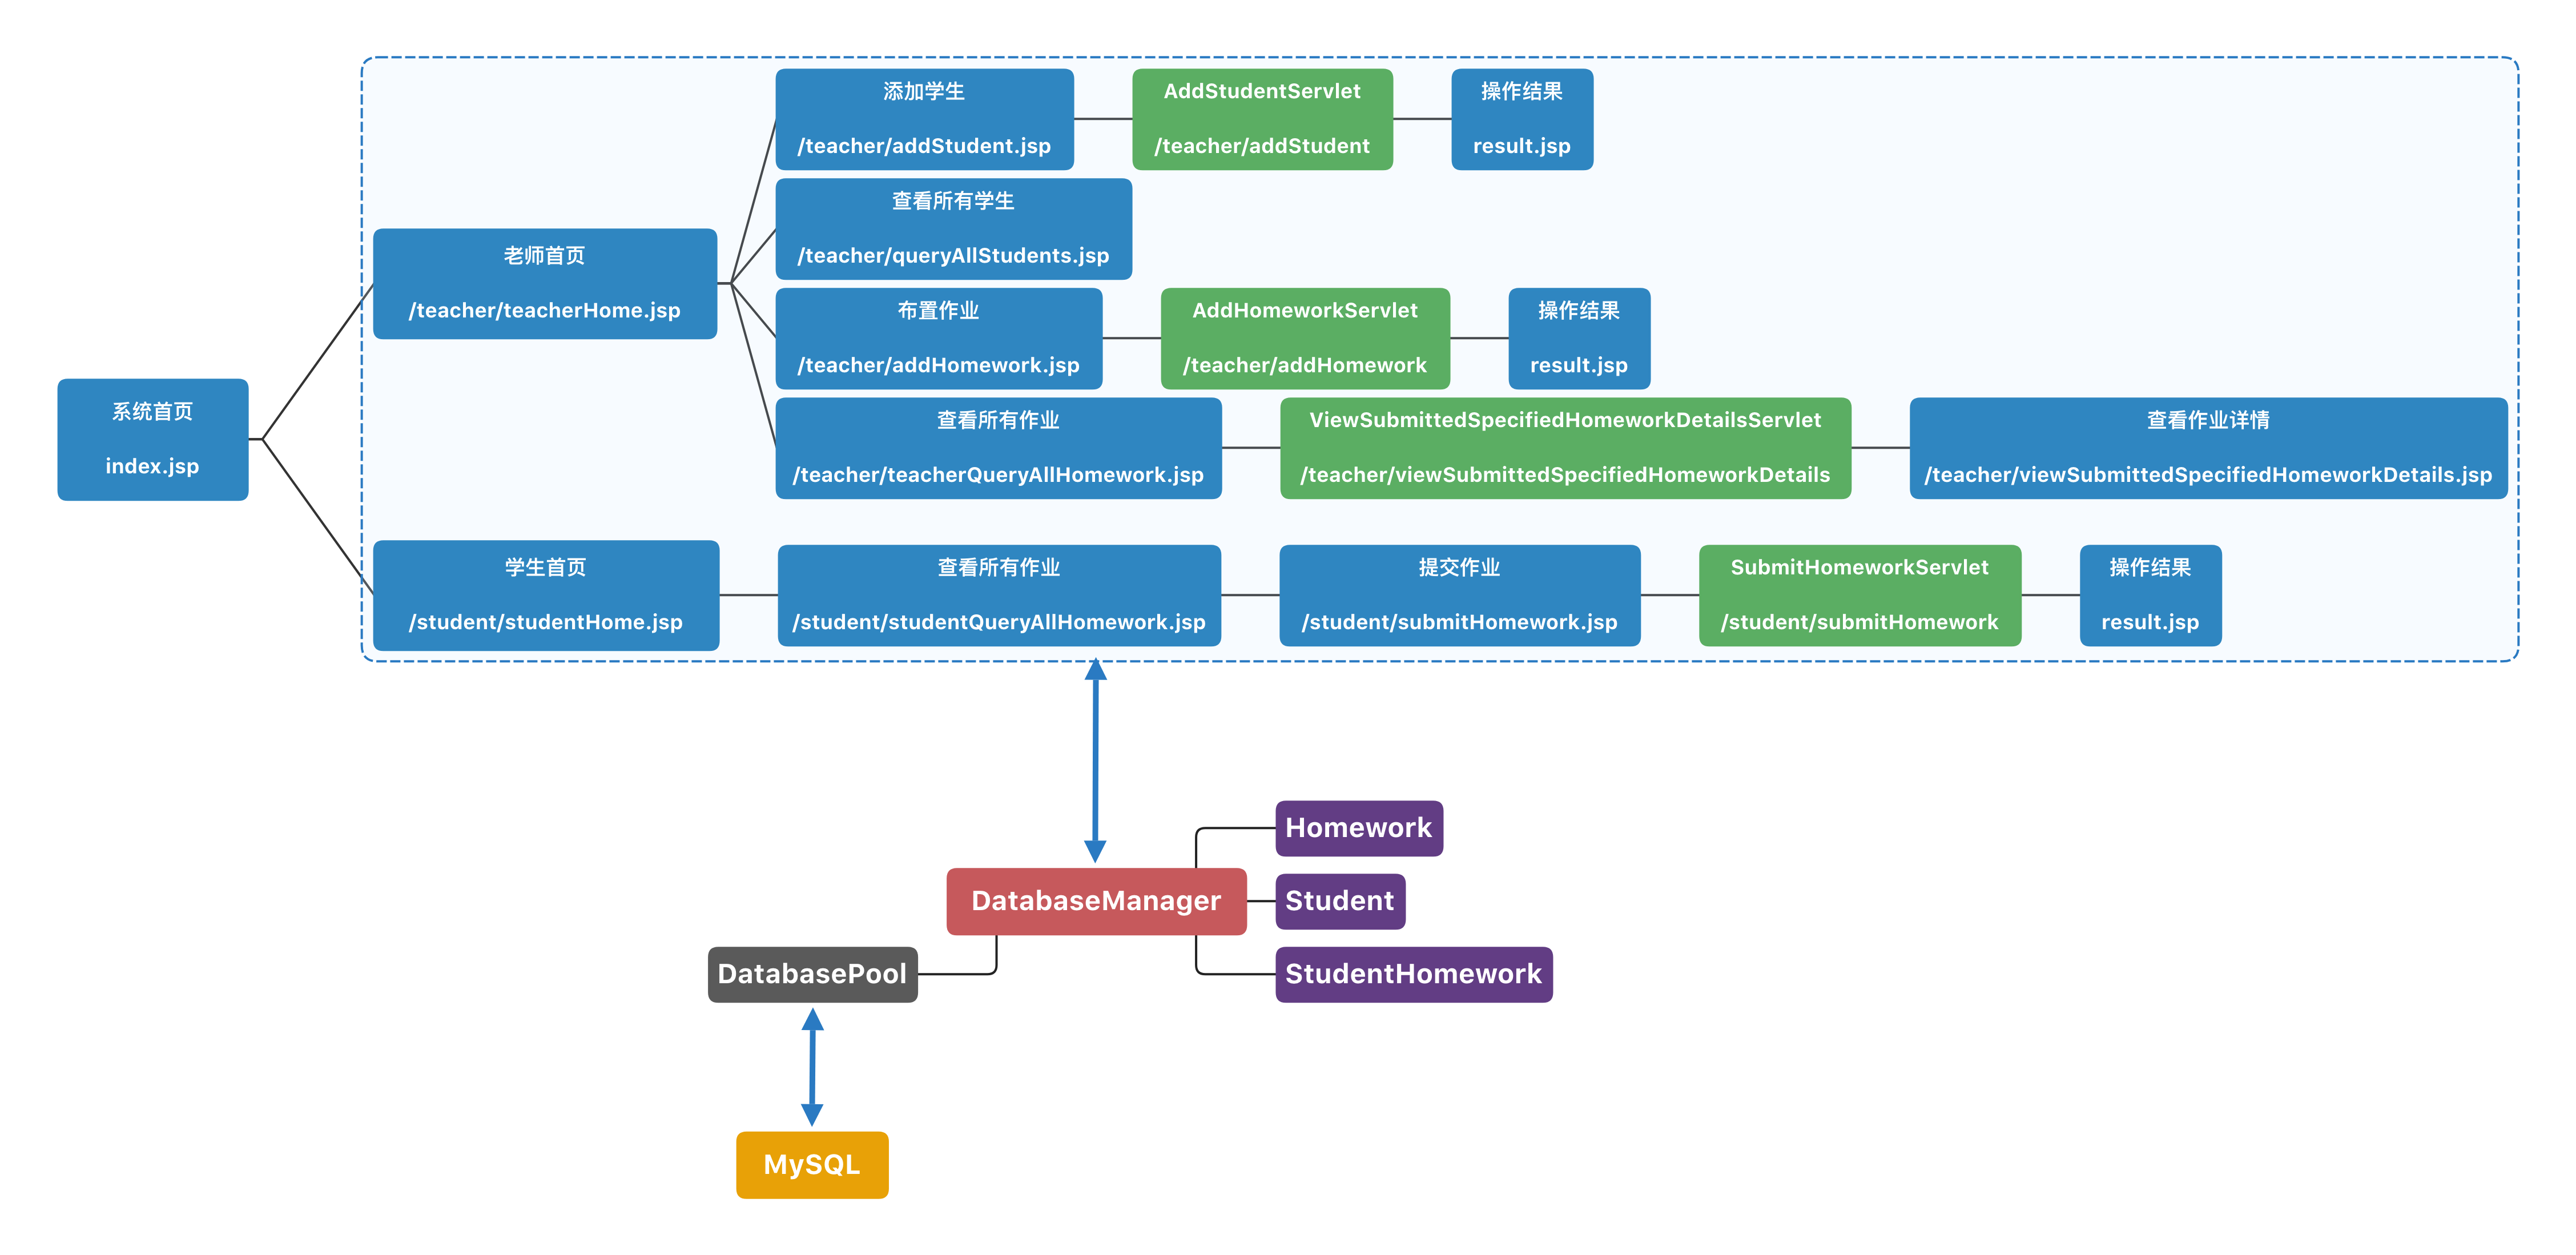 添加学生
/teacher/addStudent.jsp
AddStudentServlet
/teacher/addStudent
操作结果
result.jsp
查看所有学生
/teacher/queryAllStudents.jsp
老师首页
/teacher/teacherHome.jsp
布置作业
/teacher/addHomework.jsp
AddHomeworkServlet
/teacher/addHomework
操作结果
result.jsp
系统首页
index.jsp
查看所有作业
/teacher/teacherQueryAllHomework.jsp
ViewSubmittedSpecifiedHomeworkDetailsServlet
/teacher/viewSubmittedSpecifiedHomeworkDetails
查看作业详情
/teacher/viewSubmittedSpecifiedHomeworkDetails.jsp
学生首页
/student/studentHome.jsp
查看所有作业
/student/studentQueryAllHomework.jsp
提交作业
/student/submitHomework.jsp
SubmitHomeworkServlet
/student/submitHomework
操作结果
result.jsp
Homework
DatabaseManager
Student
DatabasePool
StudentHomework
MySQL